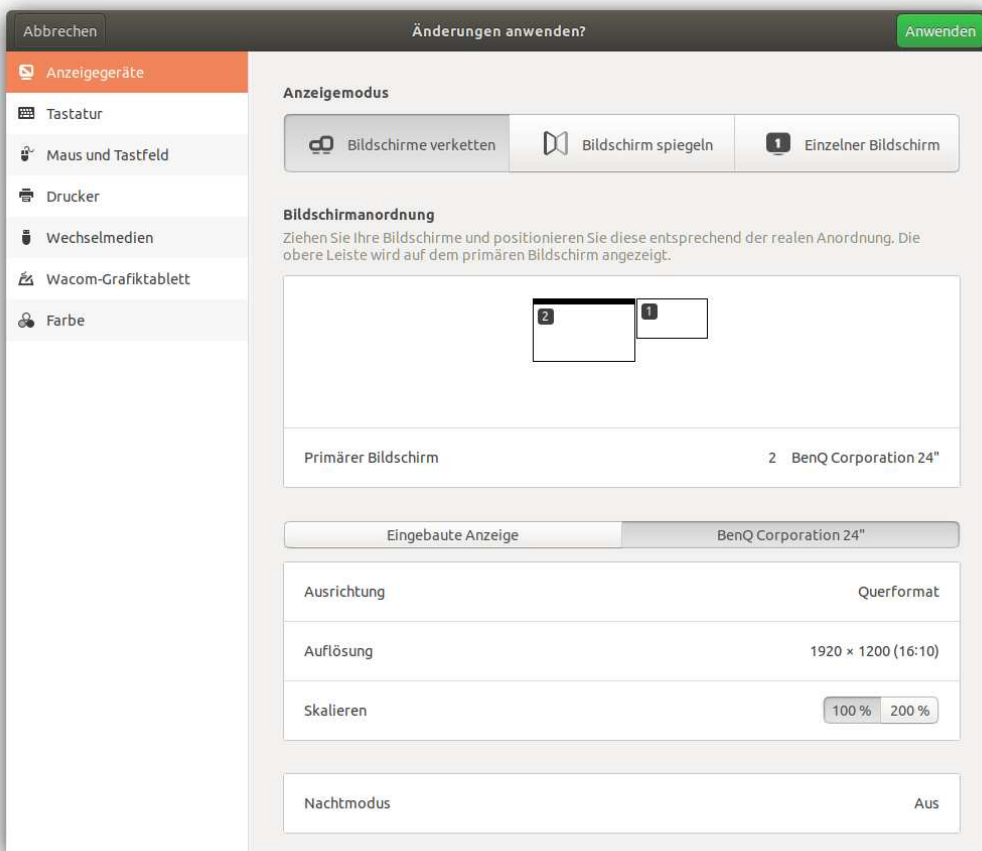 Abbrechen
Änderungen anwenden?
Anwenden
Anzeigegeräte
Tastatur
Maus und Tastfeld
Drucker
Wechselmedien
Wacom-Grafiktablett
Farbe
Anzeigemodus
Bildschirme verketten
Bildschirm spiegeln
1 Einzelner Bildschirm
Bildschirmanordnung
Ziehen Sie Ihre Bildschirme und positionieren Sie diese entsprechend der realen Anordnung. Die
obere Leiste wird auf dem primären Bildschirm angezeigt.
2
1
Primärer Bildschirm 2 BenQ Corporation 24"
Eingebaute Anzeige
BenQ Corporation 24"
Ausrichtung Querformat
Auflösung 1920 × 1200 (16:10)
Skalieren 100 % 200 %
Nachtmodus Aus